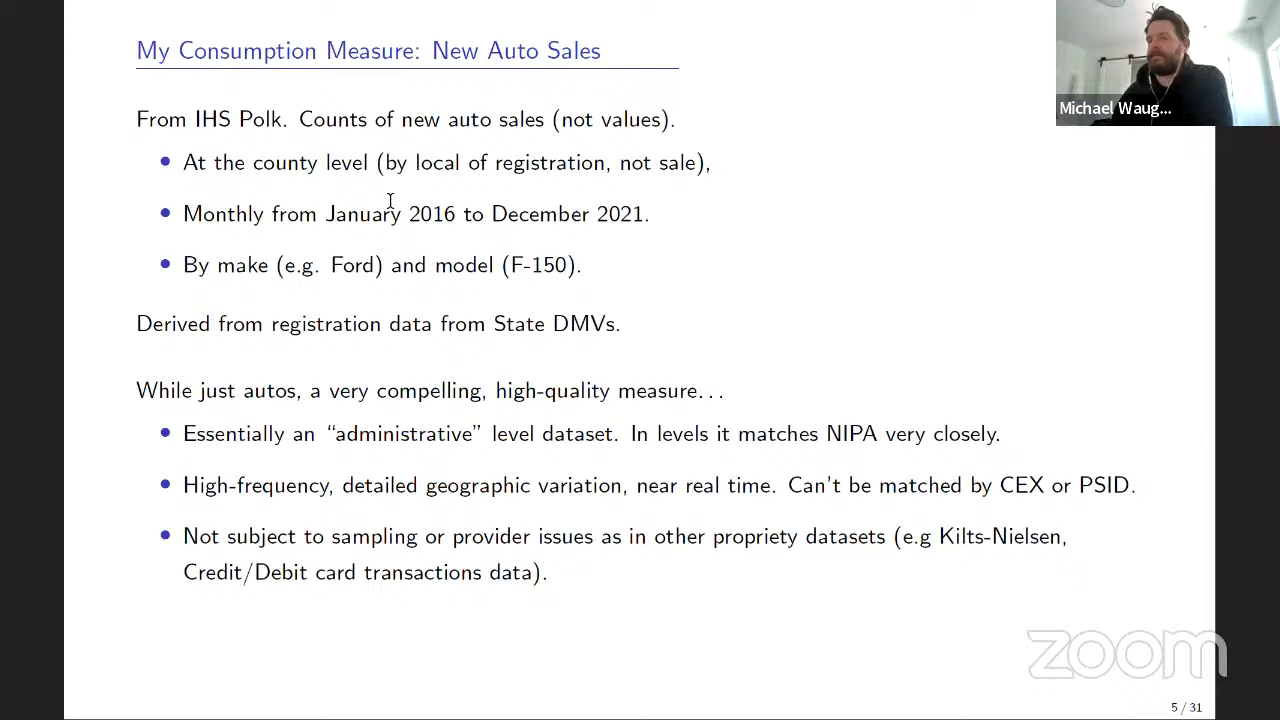 My Consumption Measure: New Auto Sales
Michael Waug...
From IHS Polk. Counts of new auto sales (not values).
• At the county level (by local of registration, not sale),
• Monthly from January 2016 to December 2021.
• By make (e.g. Ford) and model (F-150).
Derived from registration data from State DMVs.
While just autos, a very compelling, high-quality measure...
• Essentially an “administrative” level dataset. In levels it matches NIPA very closely.
• High-frequency, detailed geographic variation, near real time. Can't be matched by CEX or PSID.
• Not subject to sampling or provider issues as in other propriety datasets (e.g Kilts-Nielsen,
Credit/Debit card transactions data).
zoom
5 / 31